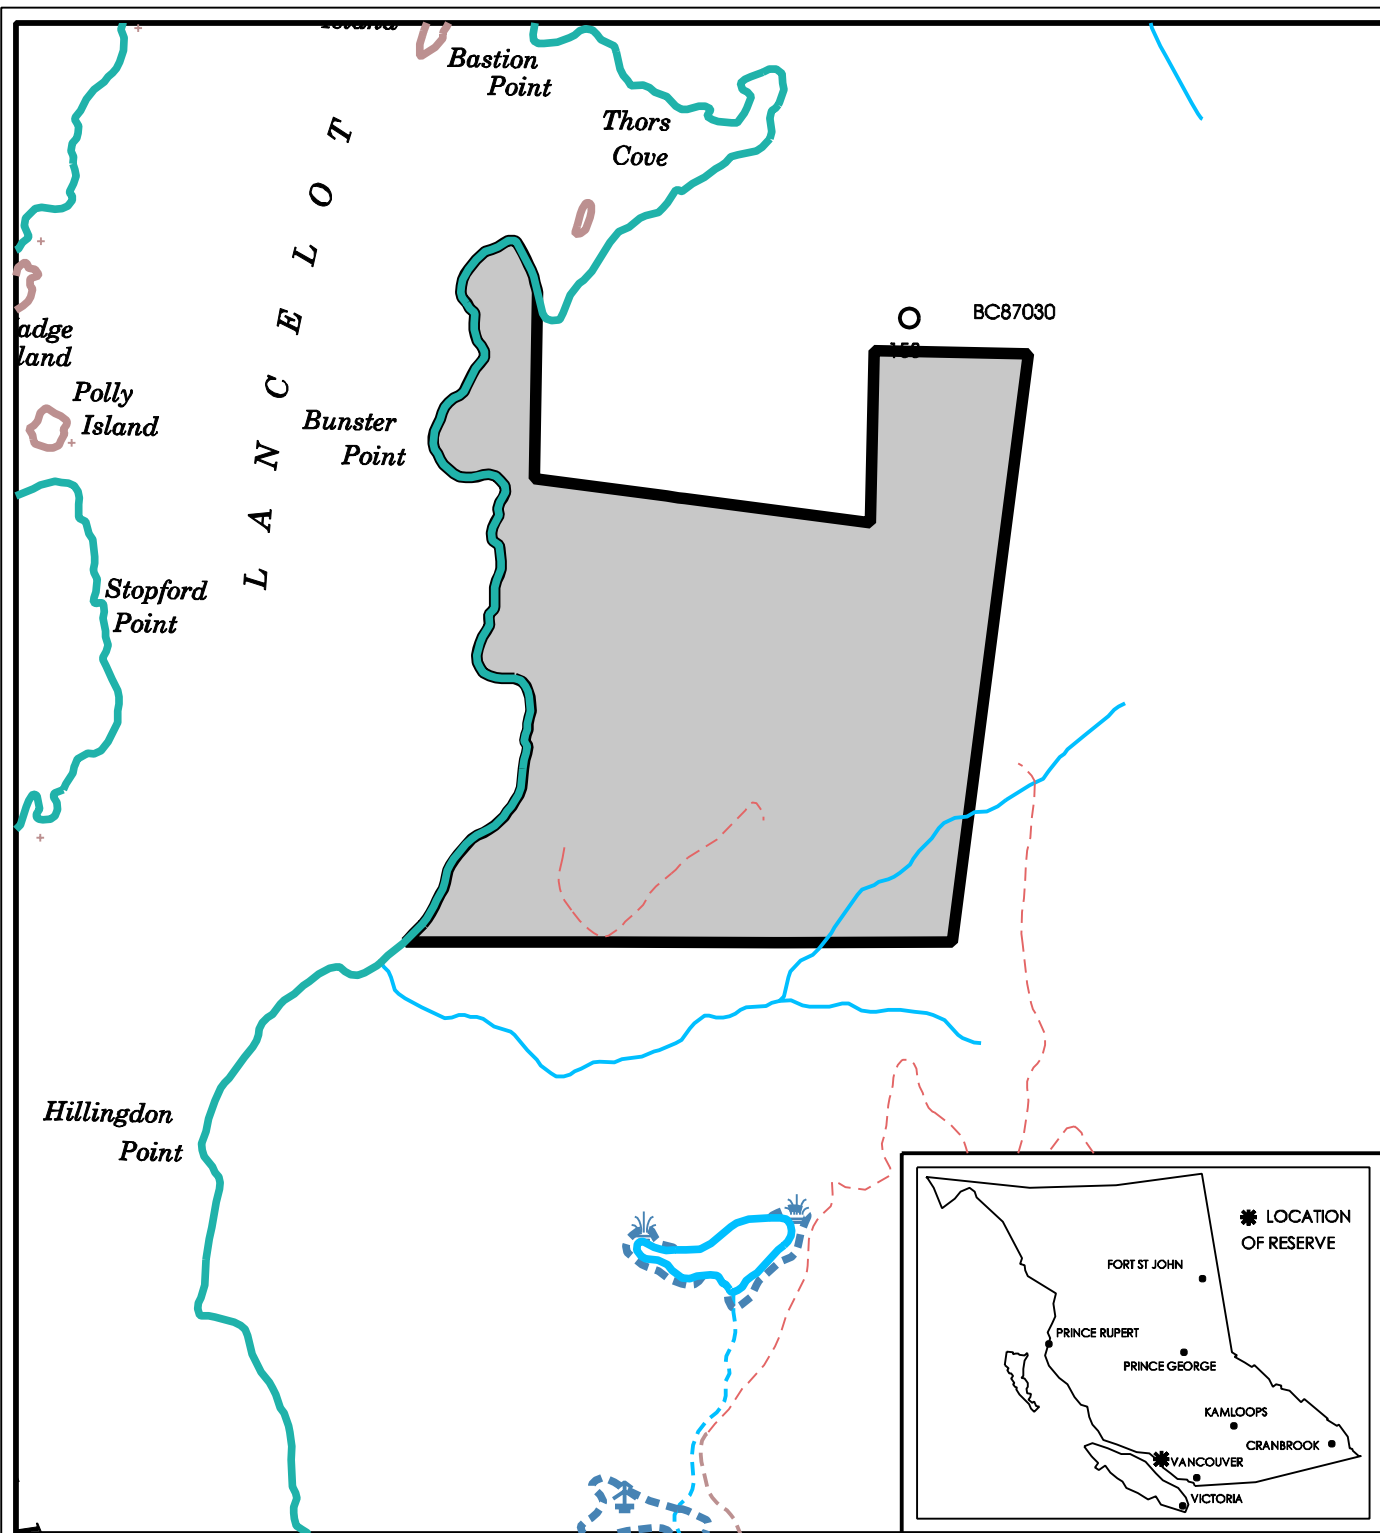 Island
Bastion
Point
Thors
Cove
LANCELOT
BC87030
adge
land
Polly
Island
Bunster
Point
Stopford
Point
Hillingdon
Point
LOCATION
OF RESERVE
FORT ST JOHN
PRINCE RUPERT
PRINCE GEORGE
KAMLOOPS
CRANBROOK
VANCOUVER
VICTORIA